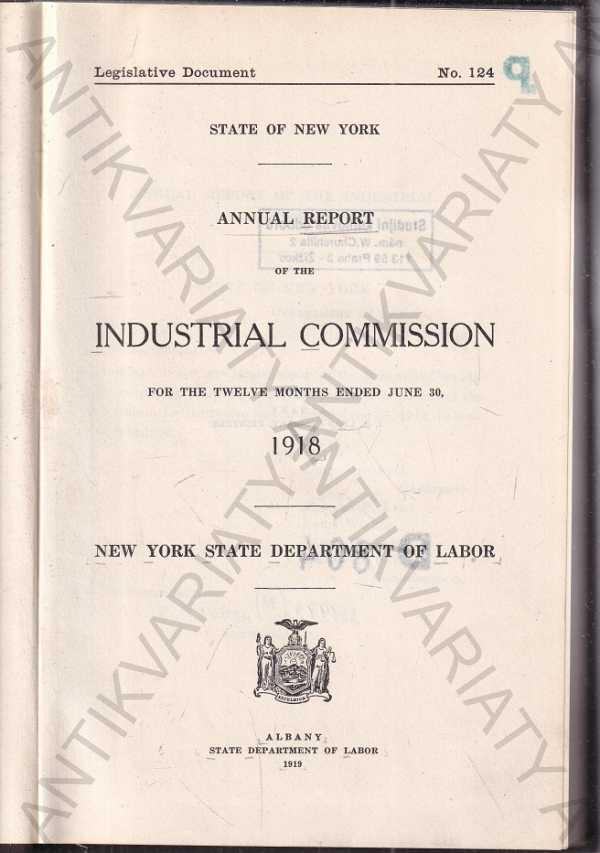 Legislative Document No. 124
STATE OF NEW YORK
ANNUAL REPORT
OF THE
INDUSTRIAL COMMISSION
FOR THE TWELVE MONTHS ENDED JUNE 30,
1918
NEW YORK STATE DEPARTMENT OF LABOR
EXCELSIOR
ALBANY
STATE DEPARTMENT OF LABOR
1919
ANTIKVARIATY
ANTIKVARIATY
ANTIKVARIATY
ANTIKVARIATY